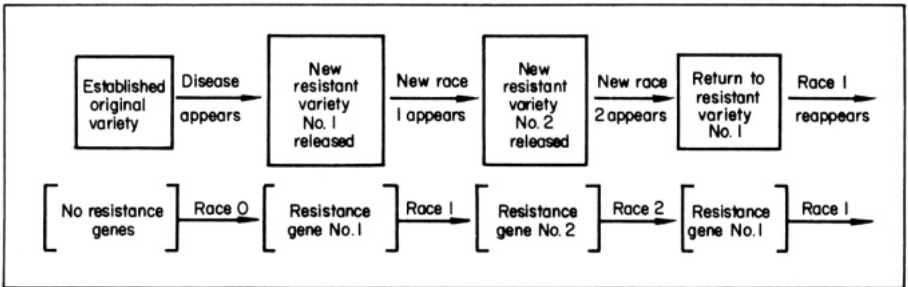 Established
original
variety
Disease
appears
New
resistant
variety
No. 1
released
New race
1 appears
New
resistant
variety
No. 2
released
New race
2 appears
Return to
resistant
variety
No. 1
Race 1
reappears
No resistance
genes
Race 0
Resistance
gene No. 1
Race 1
Resistance
gene No. 2
Race 2
Resistance
gene No. 1
Race 1